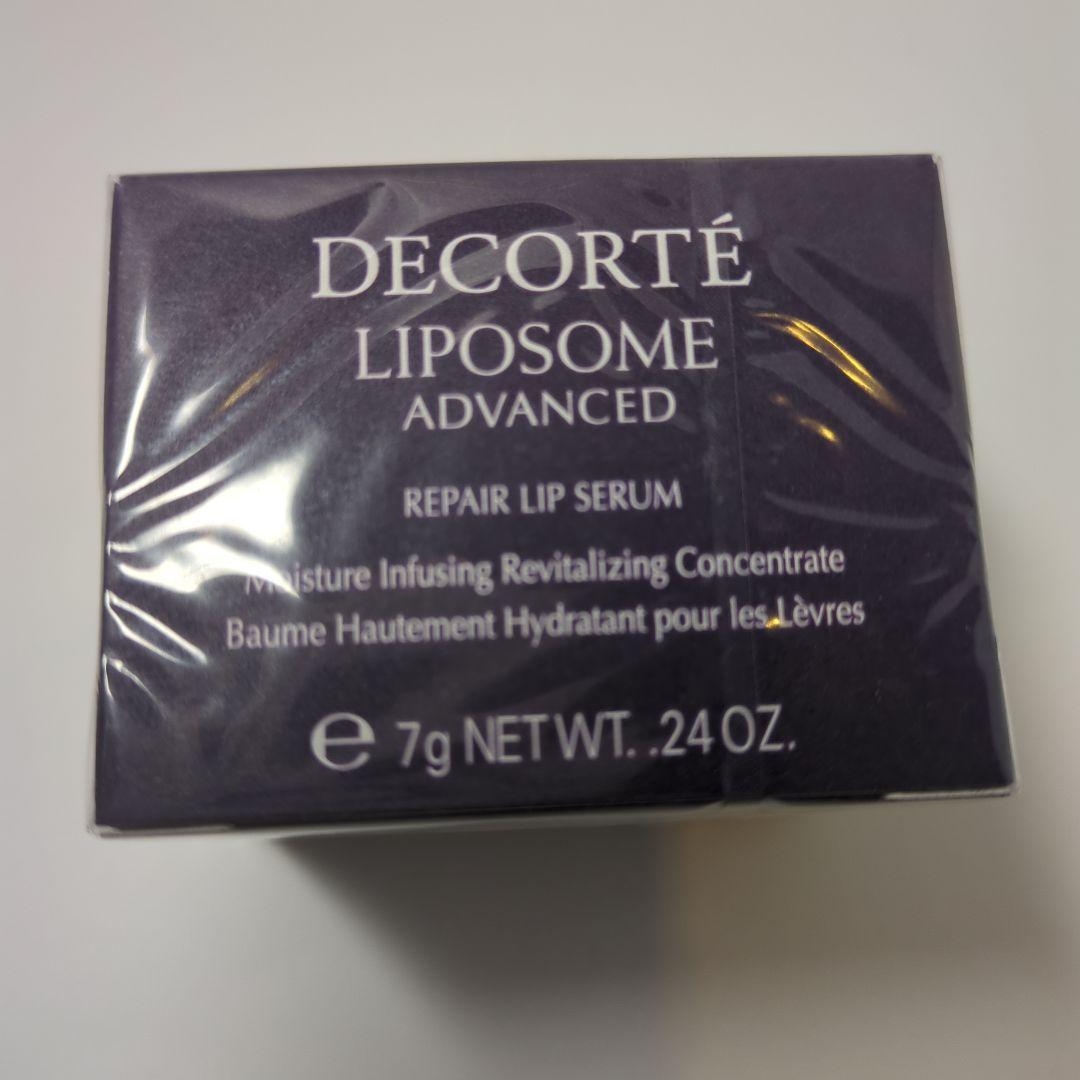 DECORTÉ
LIPOSOME
ADVANCED
REPAIR LIP SERUM
Moisture Infusing Revitalizing Concentrate
Baume Hautement Hydratant pour les Lèvres
℮ 7g NET WT. .24 OZ.